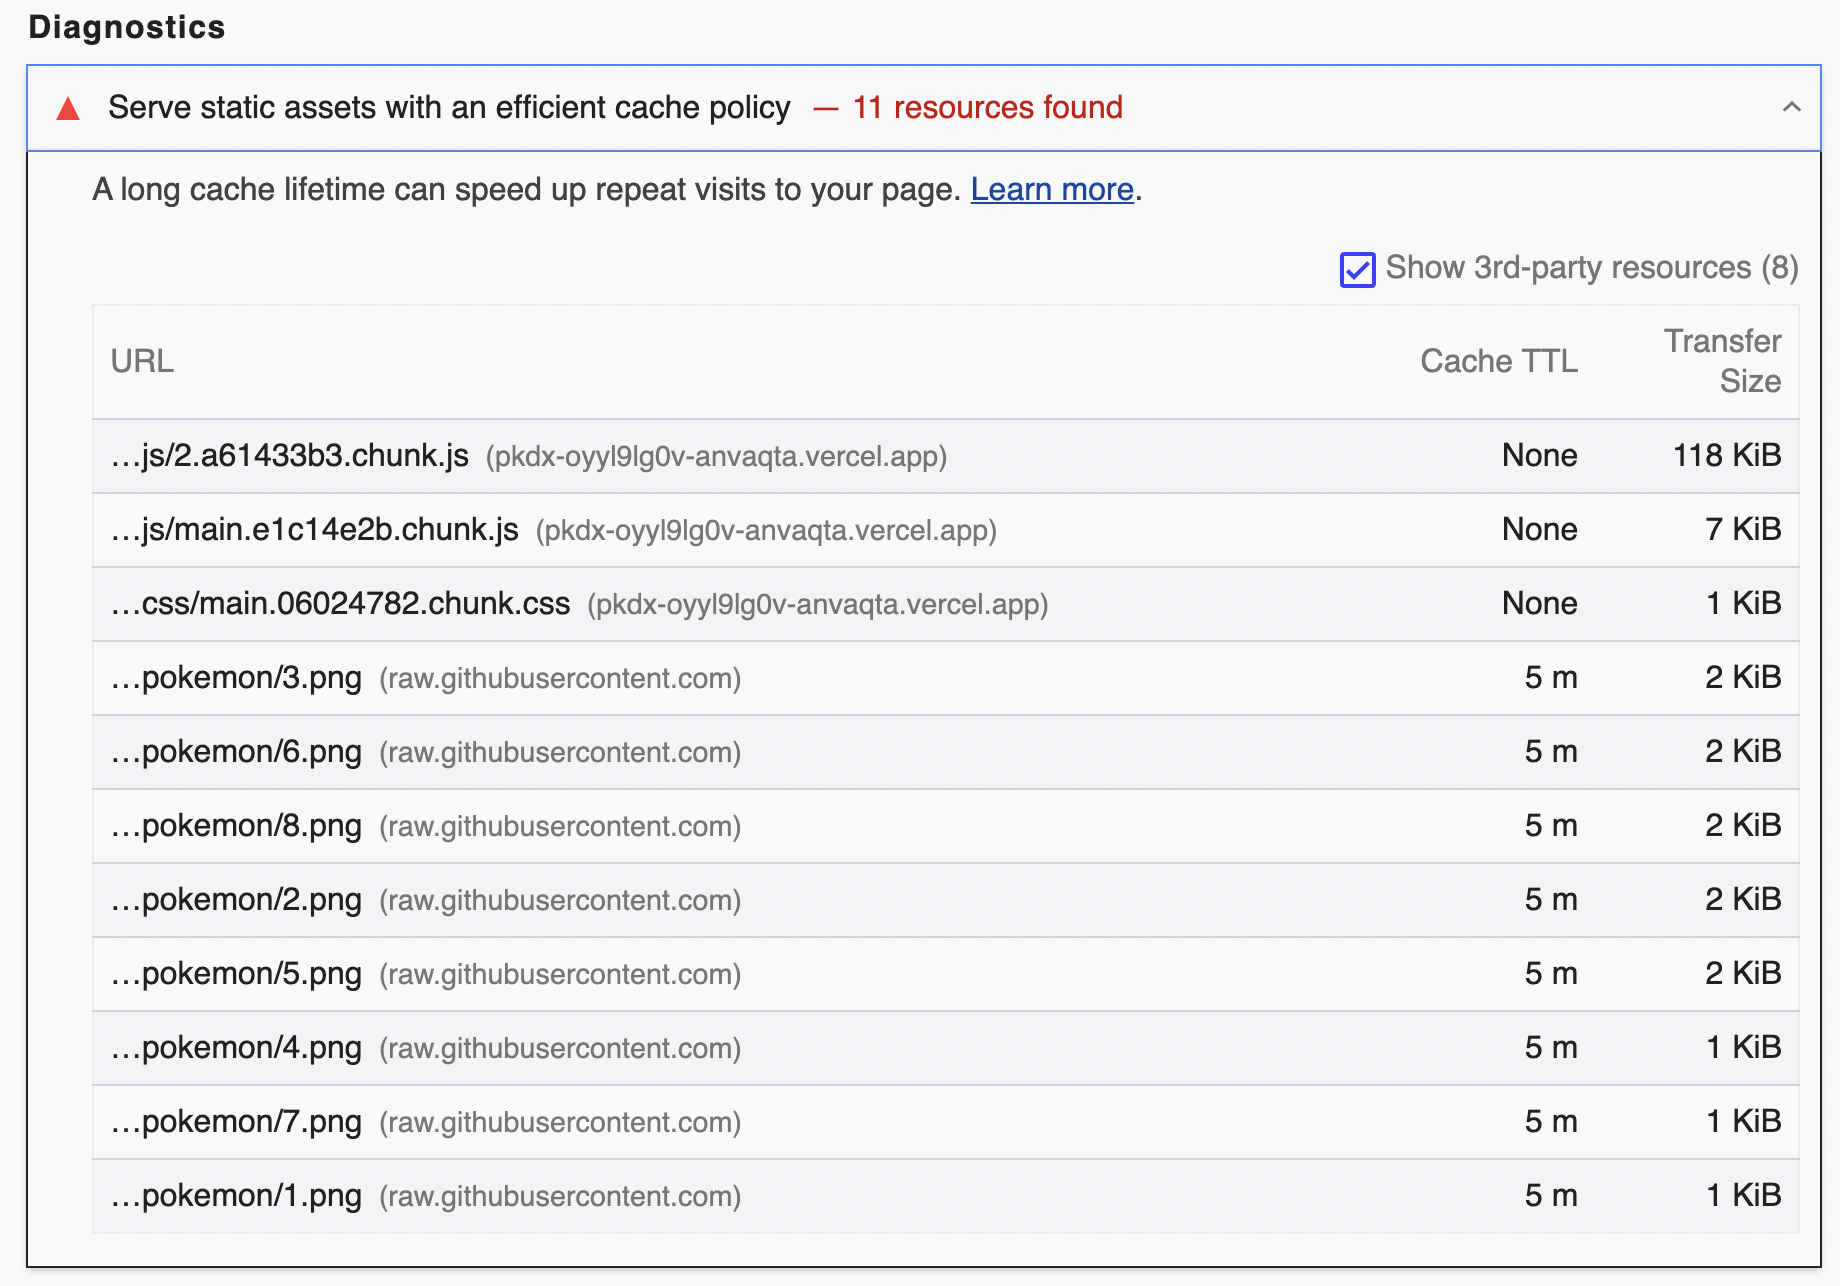 Diagnostics
Serve static assets with an efficient cache policy — 11 resources found
A long cache lifetime can speed up repeat visits to your page. Learn more.
Show 3rd-party resources (8)
URL Cache TTL Transfer Size
…js/2.a61433b3.chunk.js (pkdx-oyyl9lg0v-anvaqta.vercel.app) None 118 KiB
…js/main.e1c14e2b.chunk.js (pkdx-oyyl9lg0v-anvaqta.vercel.app) None 7 KiB
…css/main.06024782.chunk.css (pkdx-oyyl9lg0v-anvaqta.vercel.app) None 1 KiB
…pokemon/3.png (raw.githubusercontent.com) 5 m 2 KiB
…pokemon/6.png (raw.githubusercontent.com) 5 m 2 KiB
…pokemon/8.png (raw.githubusercontent.com) 5 m 2 KiB
…pokemon/2.png (raw.githubusercontent.com) 5 m 2 KiB
…pokemon/5.png (raw.githubusercontent.com) 5 m 2 KiB
…pokemon/4.png (raw.githubusercontent.com) 5 m 1 KiB
…pokemon/7.png (raw.githubusercontent.com) 5 m 1 KiB
…pokemon/1.png (raw.githubusercontent.com) 5 m 1 KiB